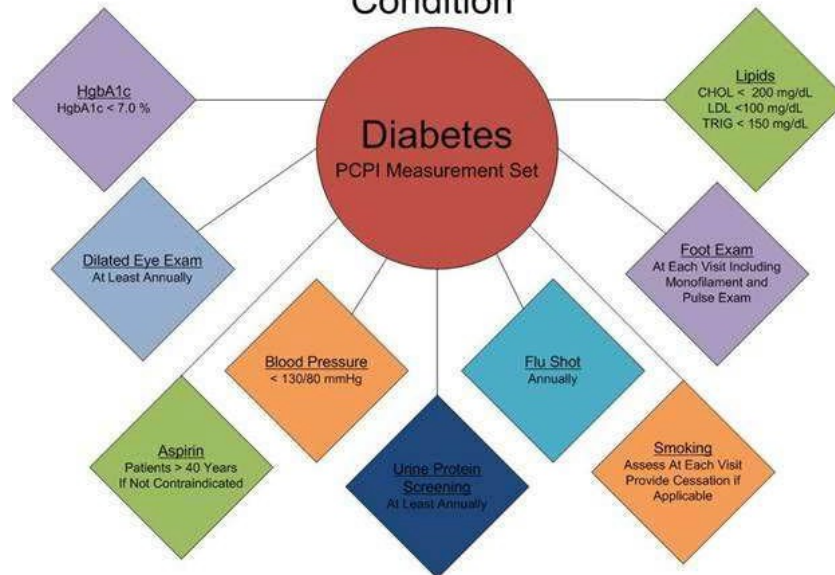 Condition
Diabetes
PCPI Measurement Set
HgbA1c
HgbA1c < 7.0 %
Lipids
CHOL < 200 mg/dL
LDL <100 mg/dL
TRIG < 150 mg/dL
Dilated Eye Exam
At Least Annually
Foot Exam
At Each Visit Including
Monofilament and
Pulse Exam
Blood Pressure
< 130/80 mmHg
Flu Shot
Annually
Aspirin
Patients > 40 Years
If Not Contraindicated
Urine Protein
Screening
At Least Annually
Smoking
Assess At Each Visit
Provide Cessation if
Applicable